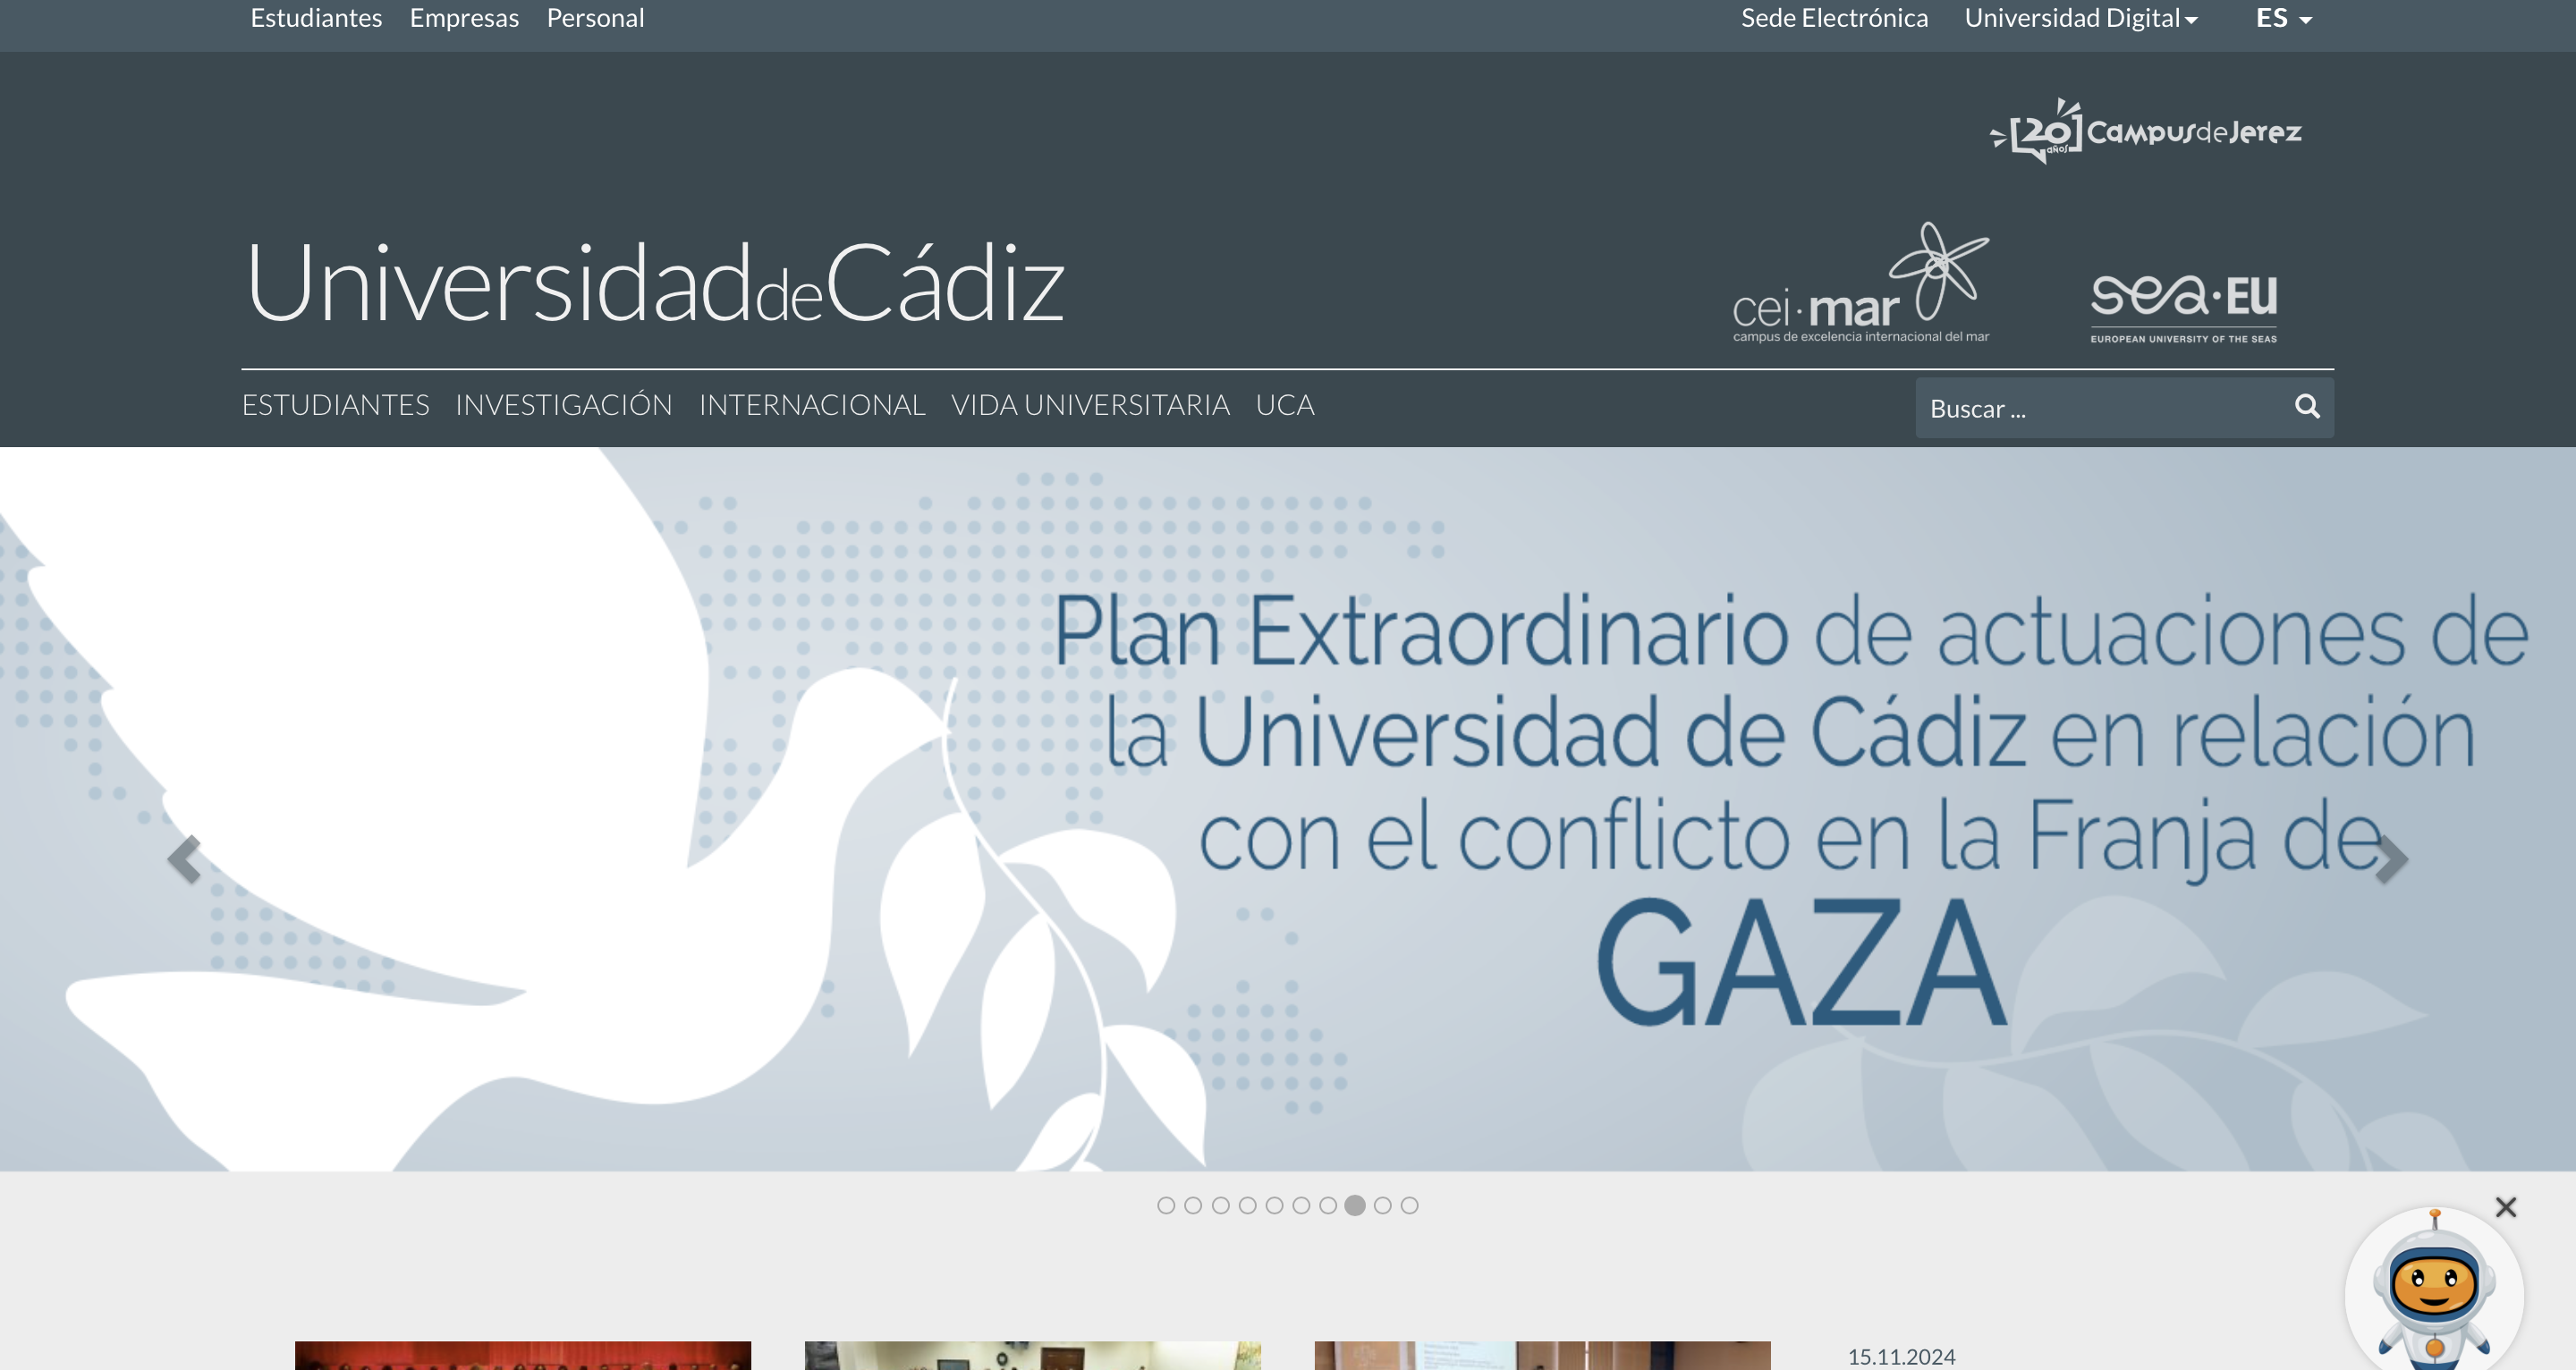 Estudiantes Empresas Personal Sede Electrónica Universidad Digital ES
[20] CampusdeJerez
años
UniversidaddeCádiz
cei·mar
campus de excelencia internacional del mar
sea·EU
EUROPEAN UNIVERSITY OF THE SEAS
ESTUDIANTES INVESTIGACIÓN INTERNACIONAL VIDA UNIVERSITARIA UCA
Buscar ...
Plan Extraordinario de actuaciones de
la Universidad de Cádiz en relación
con el conflicto en la Franja de
GAZA
15.11.2024